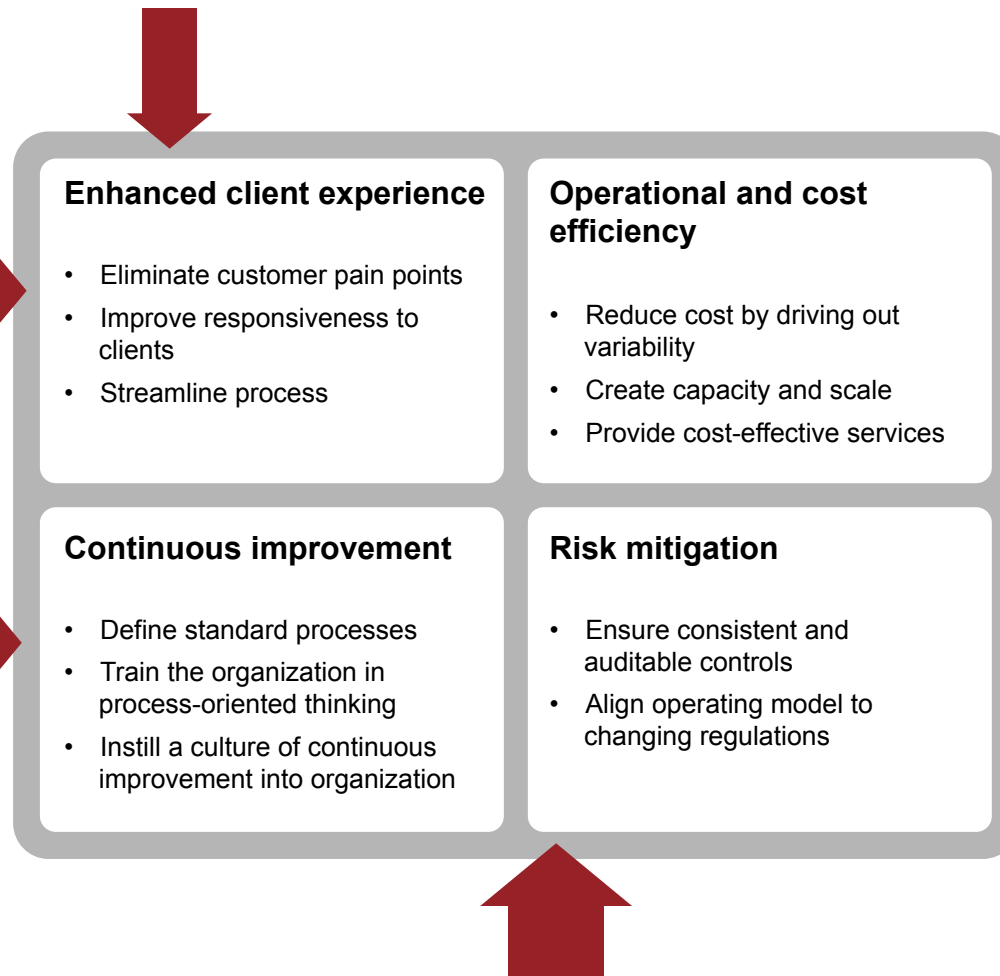 Enhanced client experience
• Eliminate customer pain points
• Improve responsiveness to
clients
• Streamline process
Operational and cost
efficiency
• Reduce cost by driving out
variability
• Create capacity and scale
• Provide cost-effective services
Continuous improvement
• Define standard processes
• Train the organization in
process-oriented thinking
• Instill a culture of continuous
improvement into organization
Risk mitigation
• Ensure consistent and
auditable controls
• Align operating model to
changing regulations